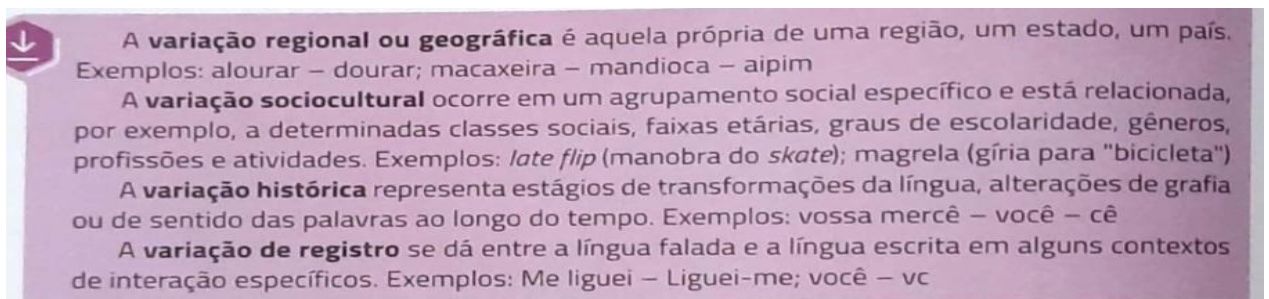 A variação regional ou geográfica é aquela própria de uma região, um estado, um país.
Exemplos: alourar – dourar; macaxeira – mandioca – aipim
A variação sociocultural ocorre em um agrupamento social específico e está relacionada,
por exemplo, a determinadas classes sociais, faixas etárias, graus de escolaridade, gêneros,
profissões e atividades. Exemplos: late flip (manobra do skate); magrela (gíria para "bicicleta")
A variação histórica representa estágios de transformações da língua, alterações de grafia
ou de sentido das palavras ao longo do tempo. Exemplos: vossa mercê – você – cê
A variação de registro se dá entre a língua falada e a língua escrita em alguns contextos
de interação específicos. Exemplos: Me liguei – Liguei-me; você – vc